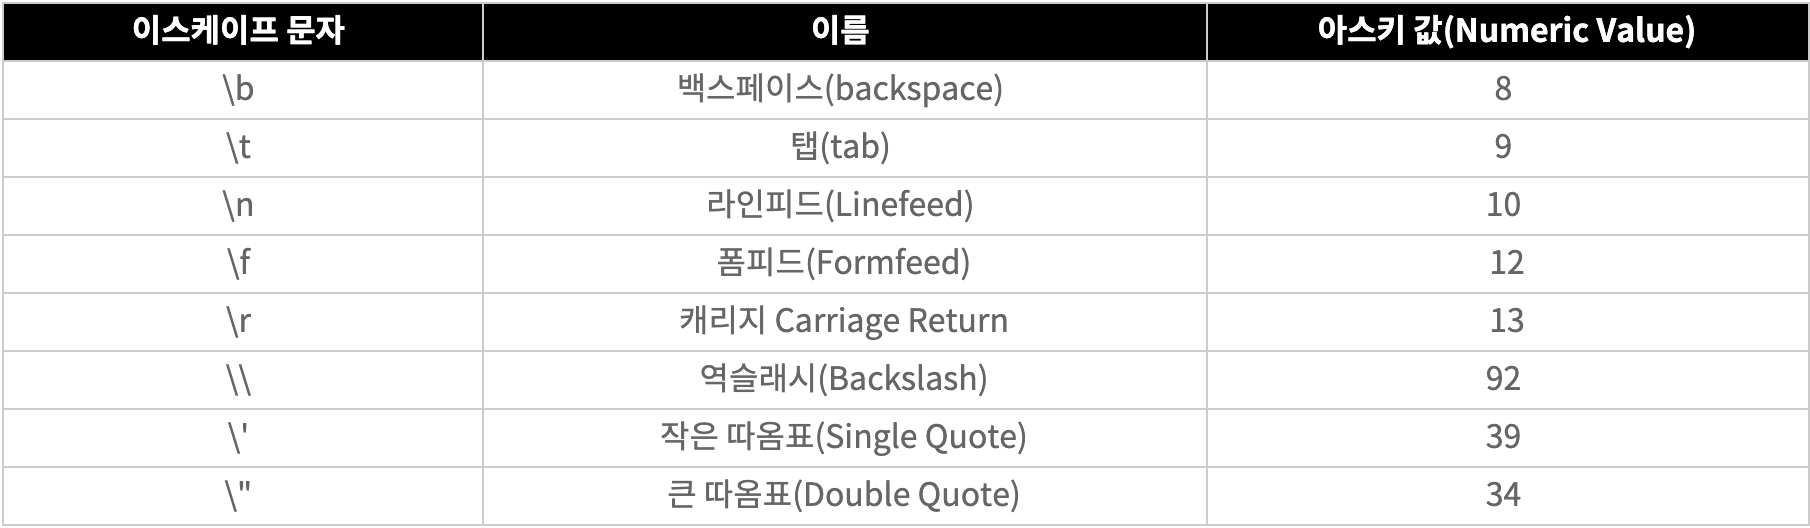 이스케이프 문자 이름 아스키 값(Numeric Value)
\b 백스페이스(backspace) 8
\t 탭(tab) 9
\n 라인피드(Linefeed) 10
\f 폼피드(Formfeed) 12
\r 캐리지 Carriage Return 13
\\ 역슬래시(Backslash) 92
\' 작은 따옴표(Single Quote) 39
\" 큰 따옴표(Double Quote) 34